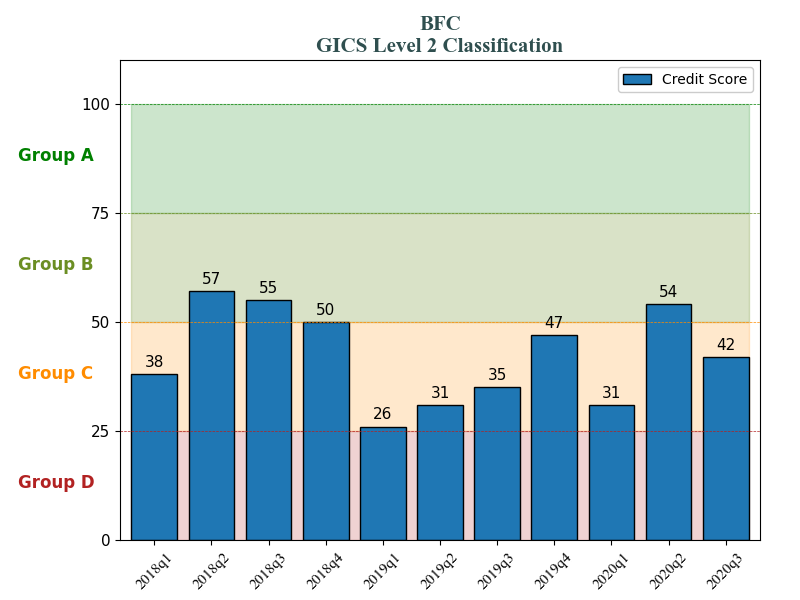 BFC
GICS Level 2 Classification
Credit Score
100
Group A
75
Group B
57
55
54
50
50
47
42
38
Group C
35
31
31
26
25
Group D
0
2018q1
2018q2
2018q3
2018q4
2019q1
2019q2
2019q3
2019q4
2020q1
2020q2
2020q3